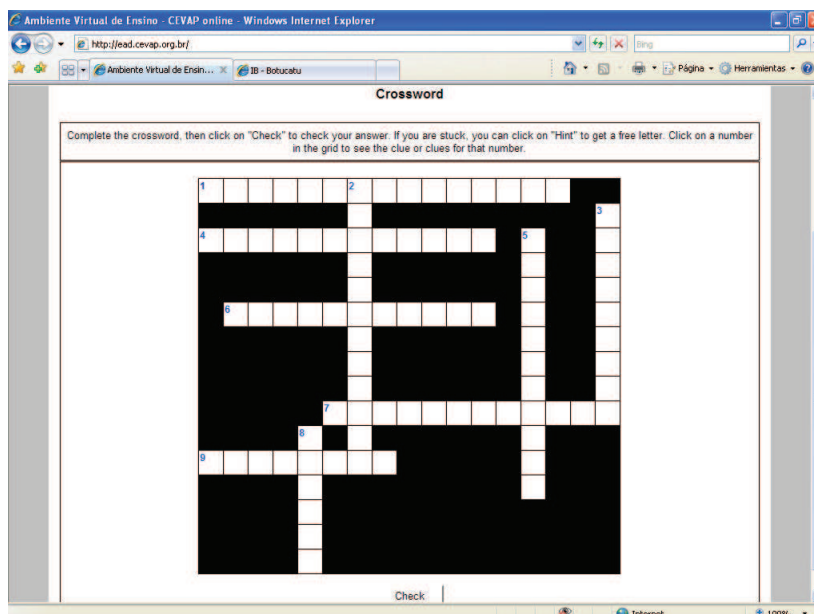 Ambiente Virtual de Ensino - CEVAP online - Windows Internet Explorer
http://ead.cevap.org.br/
Bing
Ambiente Virtual de Ensin... X
IB - Botucatu
Página
Herramientas
Crossword
Complete the crossword, then click on "Check" to check your answer. If you are stuck, you can click on "Hint" to get a free letter. Click on a number
in the grid to see the clue or clues for that number.
1 2
3
4 5
6
7
8
9
Check
Internet
100%